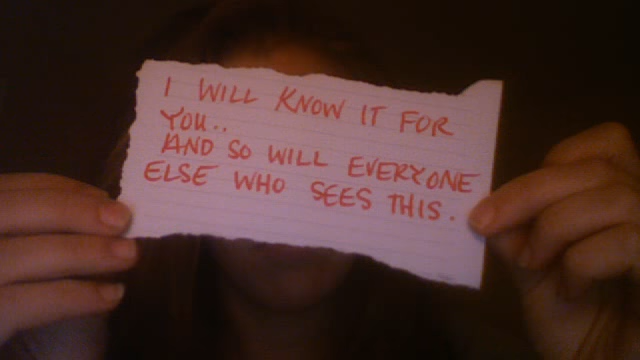 I WILL KNOW IT FOR
YOU..
AND SO WILL EVERYONE
ELSE WHO SEES THIS.